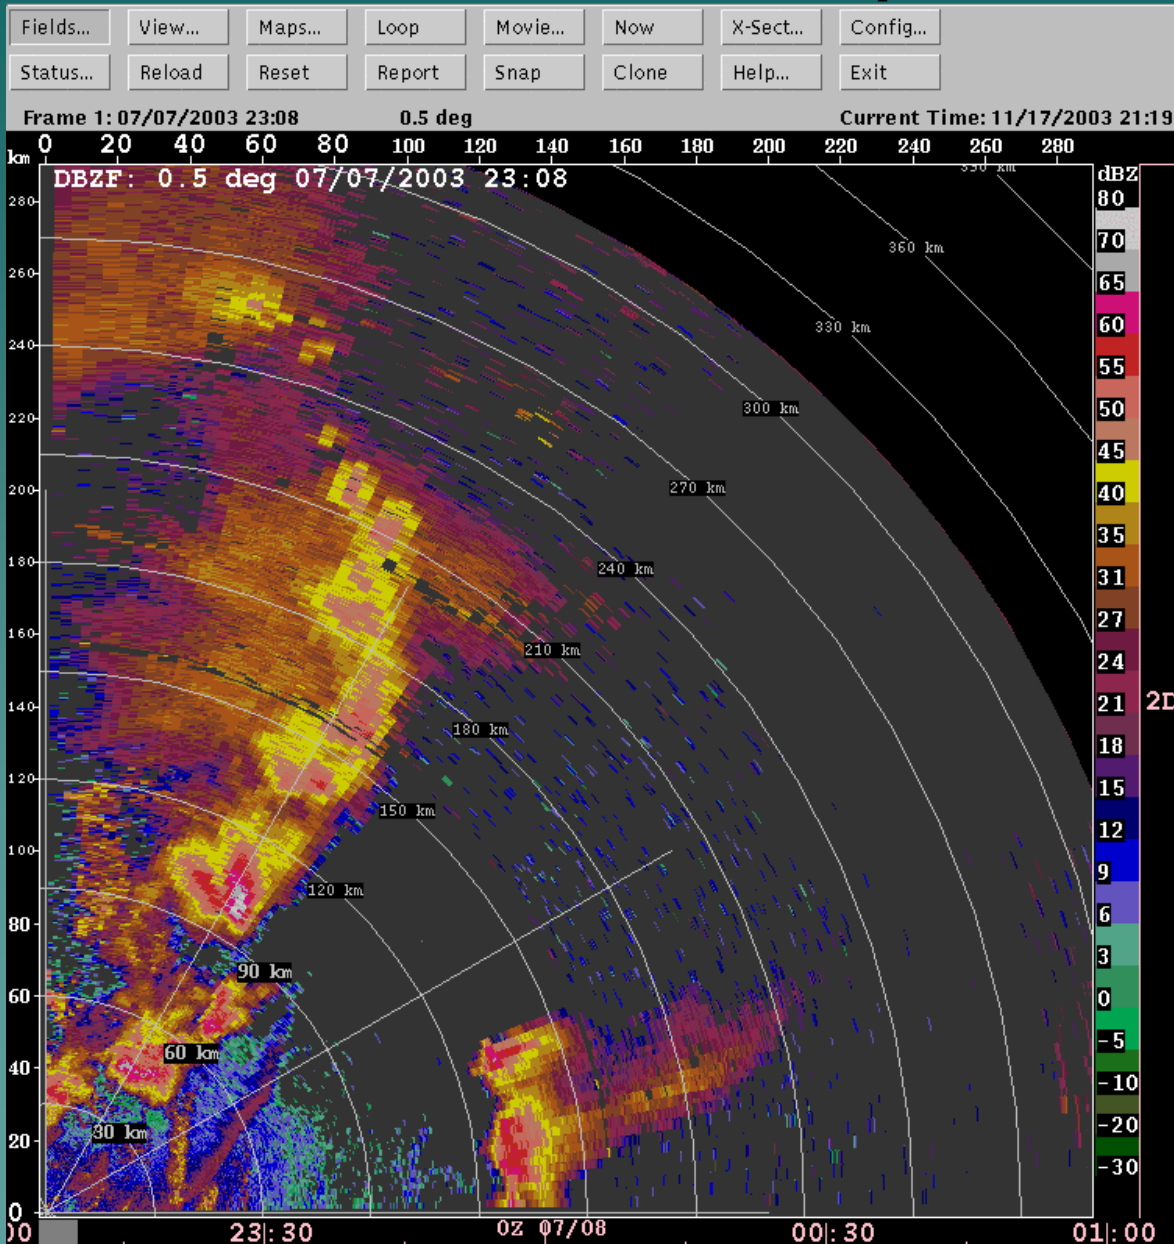 Fields... View... Maps... Loop Movie... Now X-Sect... Config...
Status... Reload Reset Report Snap Clone Help... Exit
Frame 1: 07/07/2003 23:08 0.5 deg Current Time: 11/17/2003 21:19
km 0 20 40 60 80 100 120 140 160 180 200 220 240 260 280
DBZF: 0.5 deg 07/07/2003 23:08
dBZ
280
260
240
220
200
180
160
140
120
100
80
60
40
20
0
360 km
330 km
300 km
270 km
240 km
210 km
180 km
150 km
120 km
90 km
60 km
30 km
80
70
65
60
55
50
45
40
35
31
27
24
21
18
15
12
9
6
3
0
-5
-10
-20
-30
2D
00 23:30 0Z 07/08 00:30 01:00